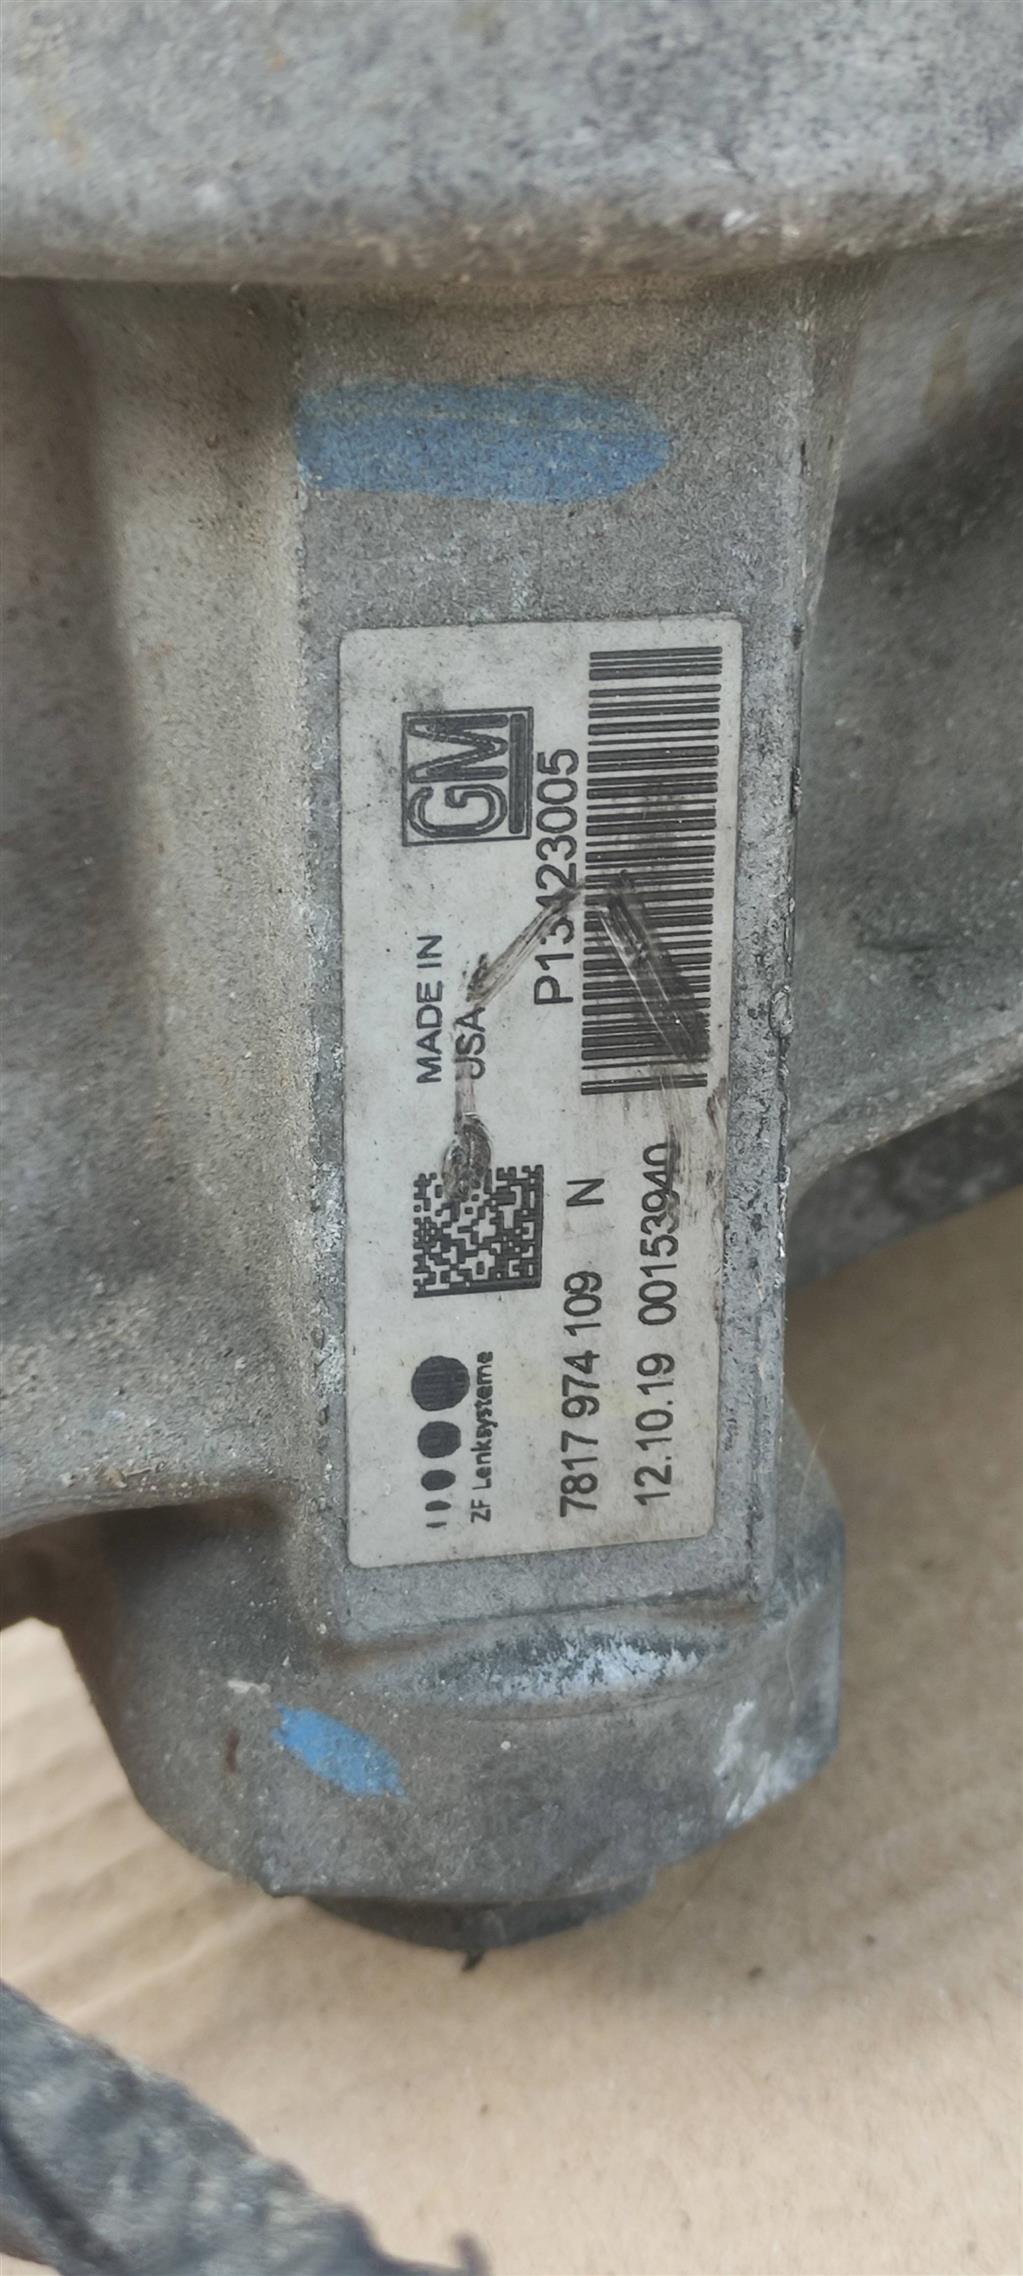 ZF Lenksysteme
MADE IN
USA
GM
7817 974 109 N
P13423005
12.10.19 00153940